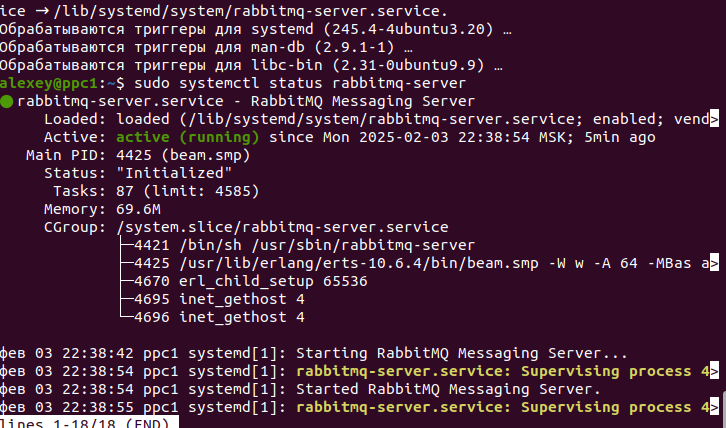 ice → /lib/systemd/system/rabbitmq-server.service.
Обрабатываются триггеры для systemd (245.4-4ubuntu3.20) …
Обрабатываются триггеры для man-db (2.9.1-1) …
Обрабатываются триггеры для libc-bin (2.31-0ubuntu9.9) …
alexey@ppc1:~$ sudo systemctl status rabbitmq-server
● rabbitmq-server.service - RabbitMQ Messaging Server
Loaded: loaded (/lib/systemd/system/rabbitmq-server.service; enabled; vend>
Active: active (running) since Mon 2025-02-03 22:38:54 MSK; 5min ago
Main PID: 4425 (beam.smp)
Status: "Initialized"
Tasks: 87 (limit: 4585)
Memory: 69.6M
CGroup: /system.slice/rabbitmq-server.service
├─4421 /bin/sh /usr/sbin/rabbitmq-server
├─4425 /usr/lib/erlang/erts-10.6.4/bin/beam.smp -W w -A 64 -MBas a>
├─4670 erl_child_setup 65536
├─4695 inet_gethost 4
└─4696 inet_gethost 4
фев 03 22:38:42 ppc1 systemd[1]: Starting RabbitMQ Messaging Server...
фев 03 22:38:54 ppc1 systemd[1]: rabbitmq-server.service: Supervising process 4>
фев 03 22:38:54 ppc1 systemd[1]: Started RabbitMQ Messaging Server.
фев 03 22:38:55 ppc1 systemd[1]: rabbitmq-server.service: Supervising process 4>
lines 1-18/18 (END)